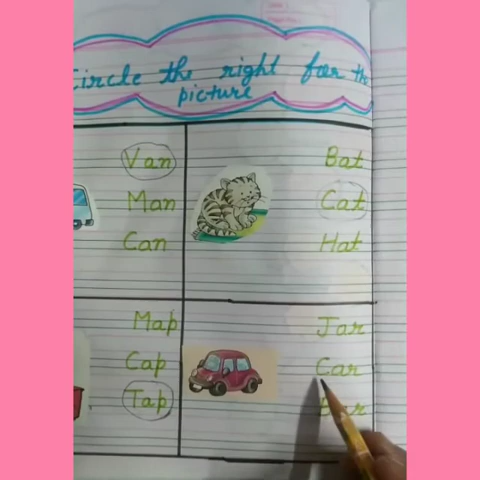 Circle the right for the
picture
Van
Man
Can
Bat
Cat
Hat
Map
Cap
Tap
Jar
Car